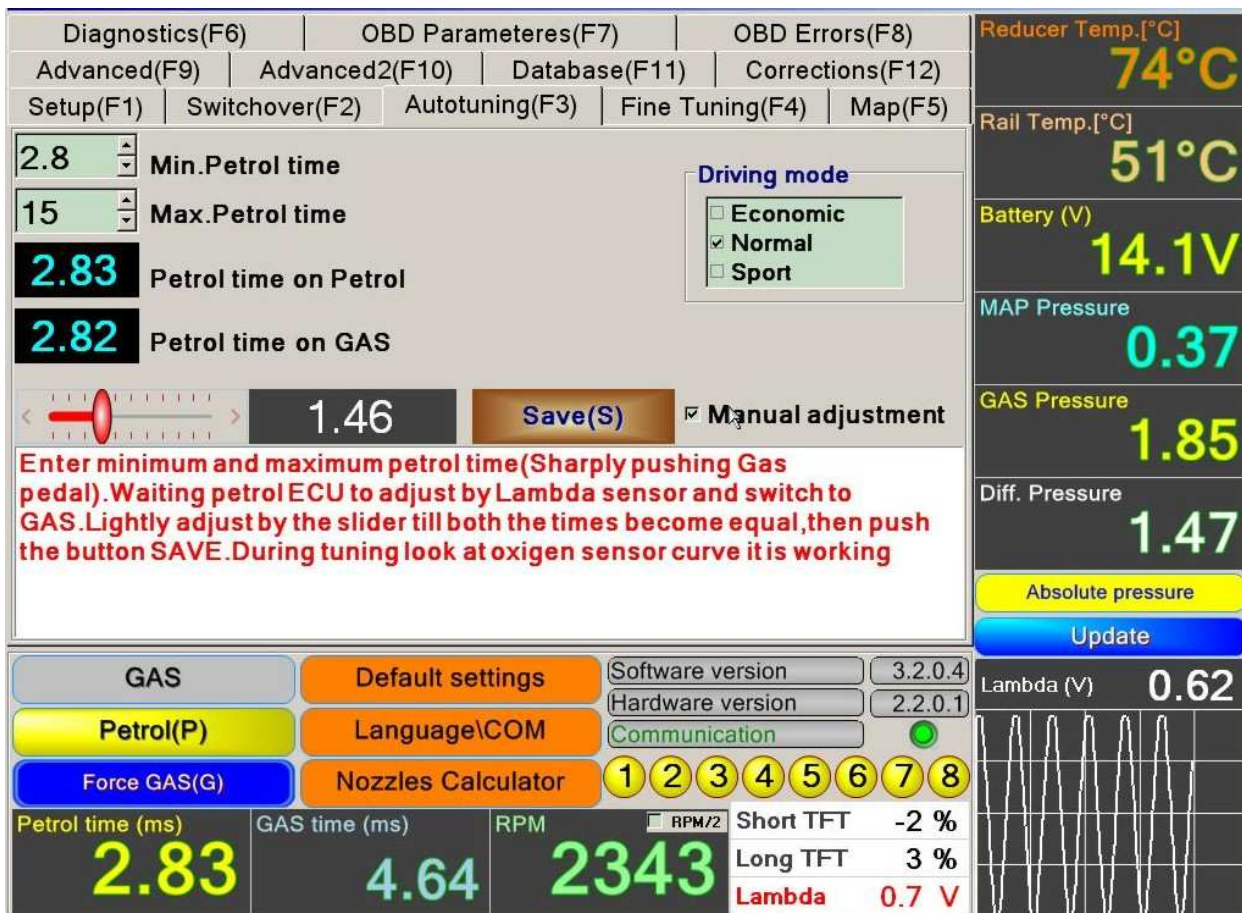 Diagnostics(F6) OBD Parameteres(F7) OBD Errors(F8)
Advanced(F9) Advanced2(F10) Database(F11) Corrections(F12)
Setup(F1) Switchover(F2) Autotuning(F3) Fine Tuning(F4) Map(F5)
2.8 Min.Petrol time
15 Max.Petrol time
2.83 Petrol time on Petrol
2.82 Petrol time on GAS
Driving mode
Economic
Normal
Sport
< > 1.46 Save(S) Manual adjustment
Enter minimum and maximum petrol time(Sharply pushing Gas
pedal).Waiting petrol ECU to adjust by Lambda sensor and switch to
GAS.Lightly adjust by the slider till both the times become equal,then push
the button SAVE.During tuning look at oxigen sensor curve it is working
Reducer Temp.[°C]
74°C
Rail Temp.[°C]
51°C
Battery (V)
14.1V
MAP Pressure
0.37
GAS Pressure
1.85
Diff. Pressure
1.47
Absolute pressure
Update
Lambda (V) 0.62
GAS Default settings Software version 3.2.0.4
Hardware version 2.2.0.1
Petrol(P) Language\COM Communication
Force GAS(G) Nozzles Calculator 1 2 3 4 5 6 7 8
Petrol time (ms) GAS time (ms) RPM RPM/2
2.83 4.64 2343
Short TFT -2 %
Long TFT 3 %
Lambda 0.7 V